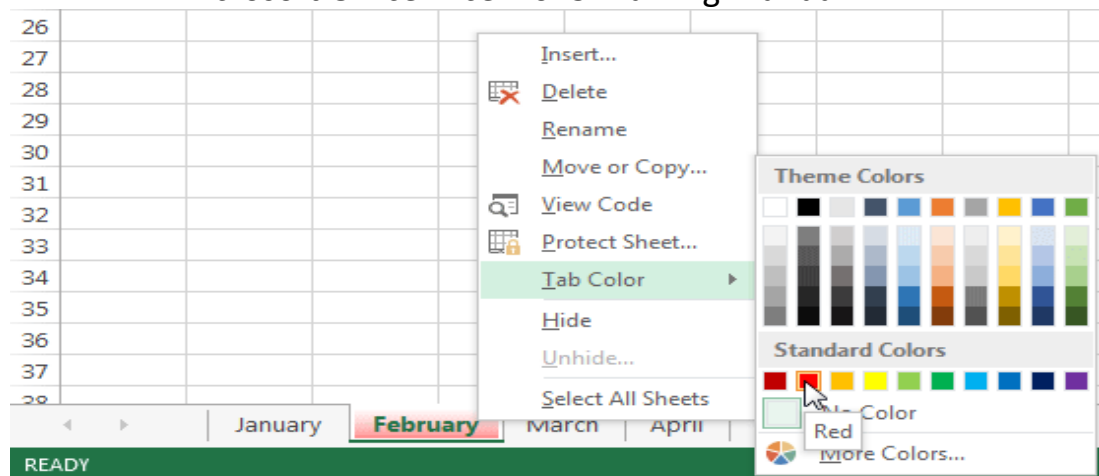 26
27
28
29
30
31
32
33
34
35
36
37
Insert...
Delete
Rename
Move or Copy...
View Code
Protect Sheet...
Tab Color
Hide
Unhide...
Select All Sheets
Theme Colors
Standard Colors
Color
Red
More Colors...
January February March April
READY